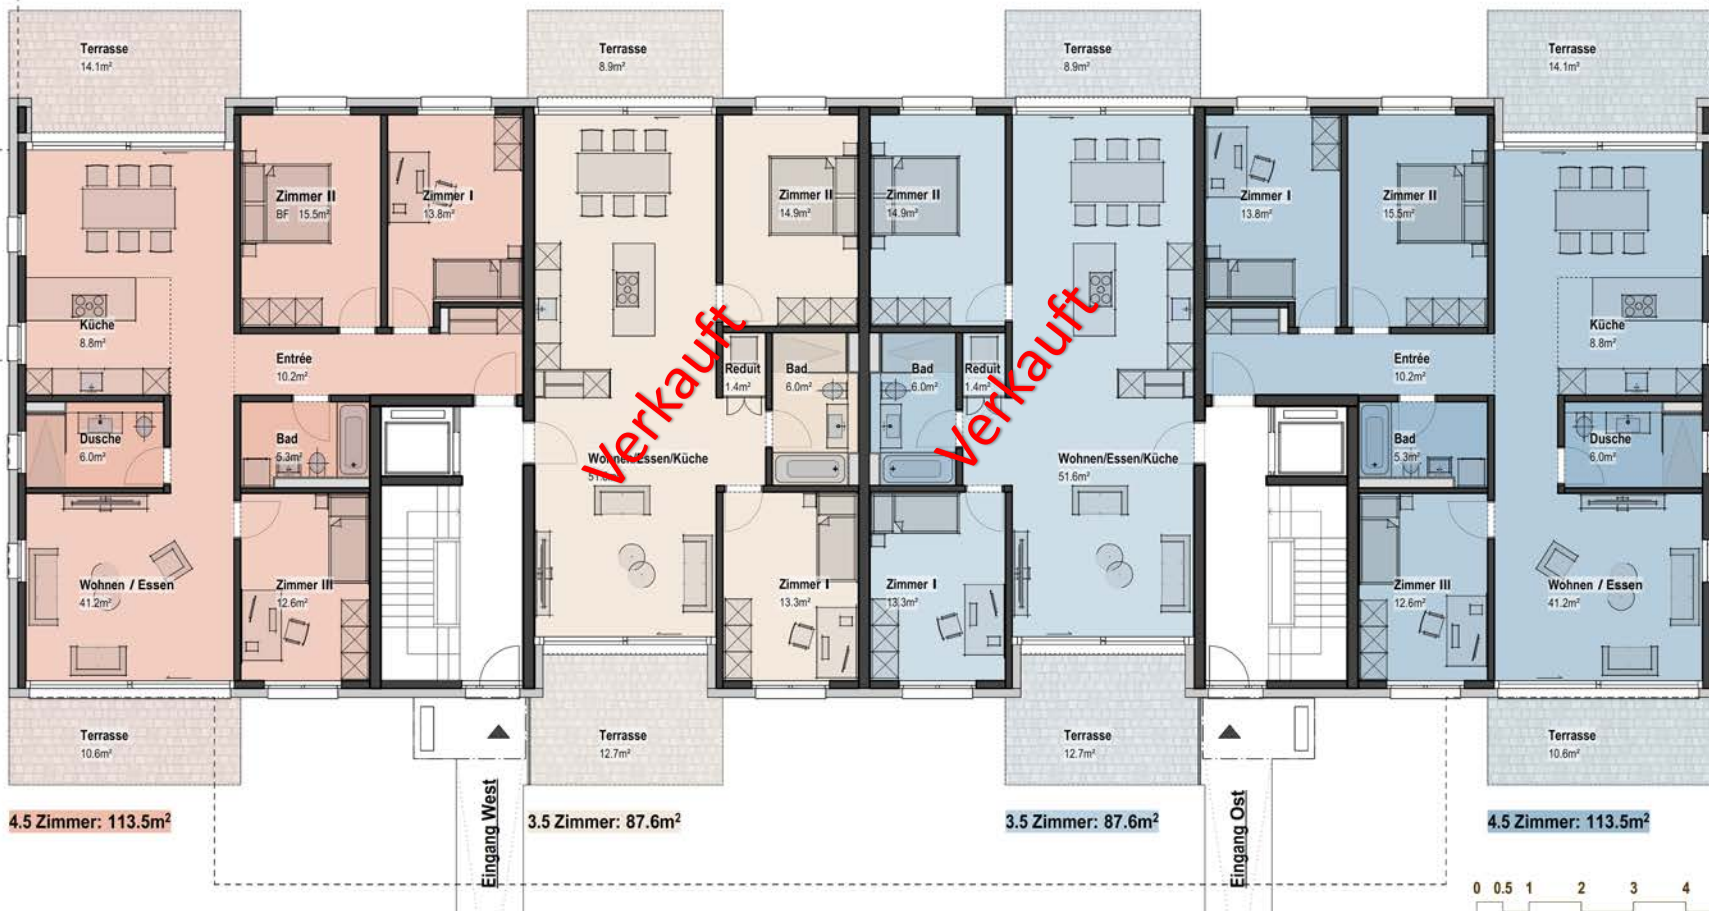 Terrasse
14.1m²
Terrasse
8.9m²
Terrasse
8.9m²
Terrasse
14.1m²
Zimmer II
BF 15.5m²
Zimmer I
13.8m²
Zimmer II
14.9m²
Zimmer II
14.9m²
Zimmer I
13.8m²
Zimmer II
15.5m²
Küche
8.8m²
Entrée
10.2m²
Verkauft
Reduit
1.4m²
Bad
6.0m²
Bad
6.0m²
Reduit
1.4m²
Verkauft
Entrée
10.2m²
Küche
8.8m²
Dusche
6.0m²
Bad
5.3m²
Wohnen/Essen/Küche
Wohnen/Essen/Küche
51.6m²
Bad
5.3m²
Dusche
6.0m²
Wohnen / Essen
41.2m²
Zimmer III
12.6m²
Zimmer I
13.3m²
Zimmer I
13.3m²
Zimmer III
12.6m²
Wohnen / Essen
41.2m²
Terrasse
10.6m²
Terrasse
12.7m²
Terrasse
12.7m²
Terrasse
10.6m²
4.5 Zimmer: 113.5m²
Eingang West
3.5 Zimmer: 87.6m²
3.5 Zimmer: 87.6m²
Eingang Ost
4.5 Zimmer: 113.5m²
0 0.5 1 2 3 4